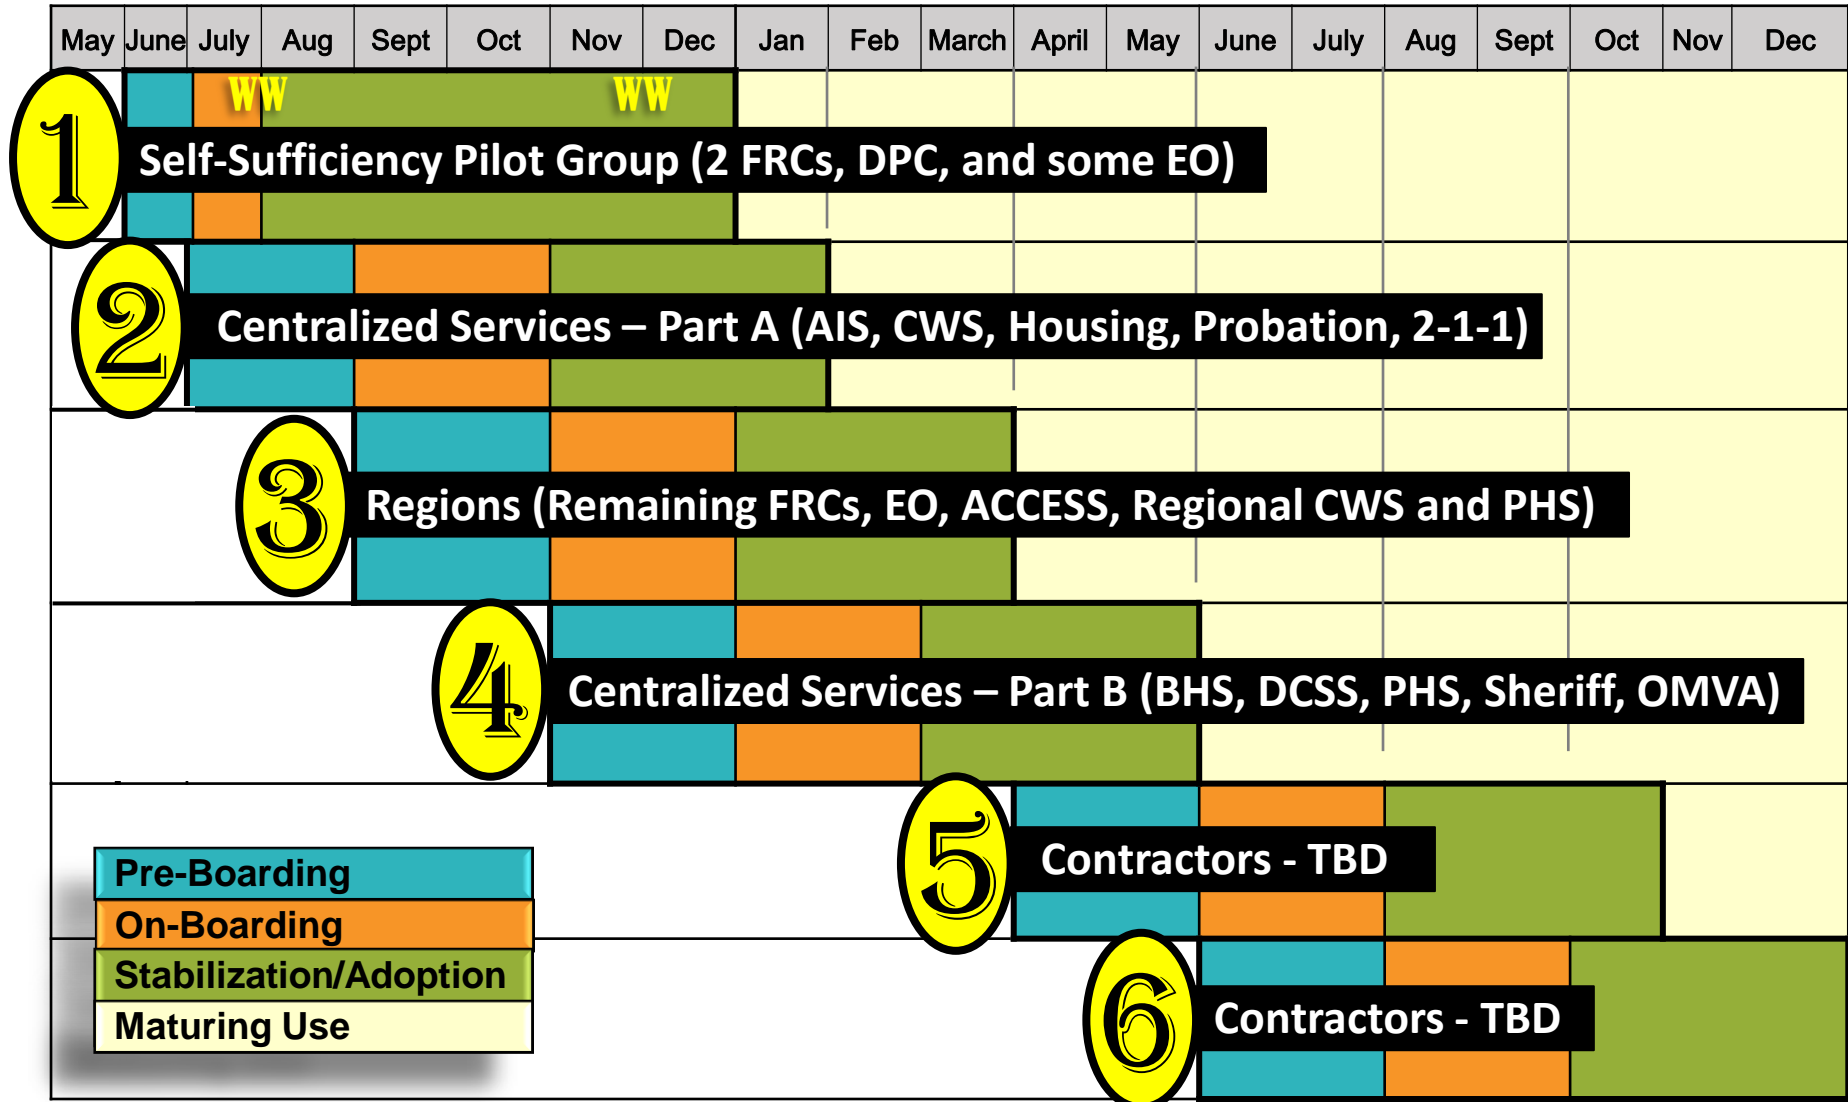 May June July Aug Sept Oct Nov Dec Jan Feb March April May June July Aug Sept Oct Nov Dec
WW WW
1 Self-Sufficiency Pilot Group (2 FRCs, DPC, and some EO)
2 Centralized Services – Part A (AIS, CWS, Housing, Probation, 2-1-1)
3 Regions (Remaining FRCs, EO, ACCESS, Regional CWS and PHS)
4 Centralized Services – Part B (BHS, DCSS, PHS, Sheriff, OMVA)
5 Contractors - TBD
6 Contractors - TBD
Pre-Boarding
On-Boarding
Stabilization/Adoption
Maturing Use